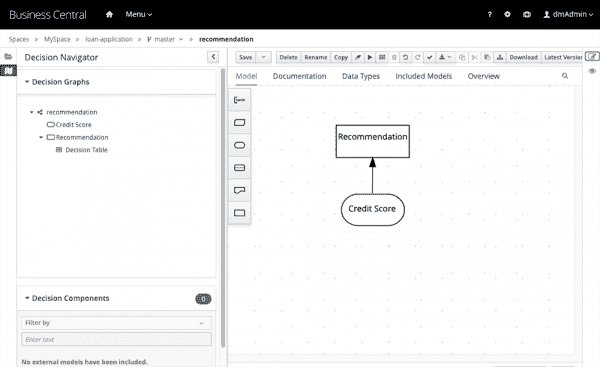 Business Central
Menu
dmAdmin
Spaces » MySpace » loan-application » master » recommendation
Decision Navigator
Save
Delete
Rename
Copy
Download
Latest Version
Model
Documentation
Data Types
Included Models
Overview
Decision Graphs
recommendation
Credit Score
Recommendation
Decision Table
Recommendation
Credit Score
Decision Components
0
Filter by
Enter text
No external models have been included.